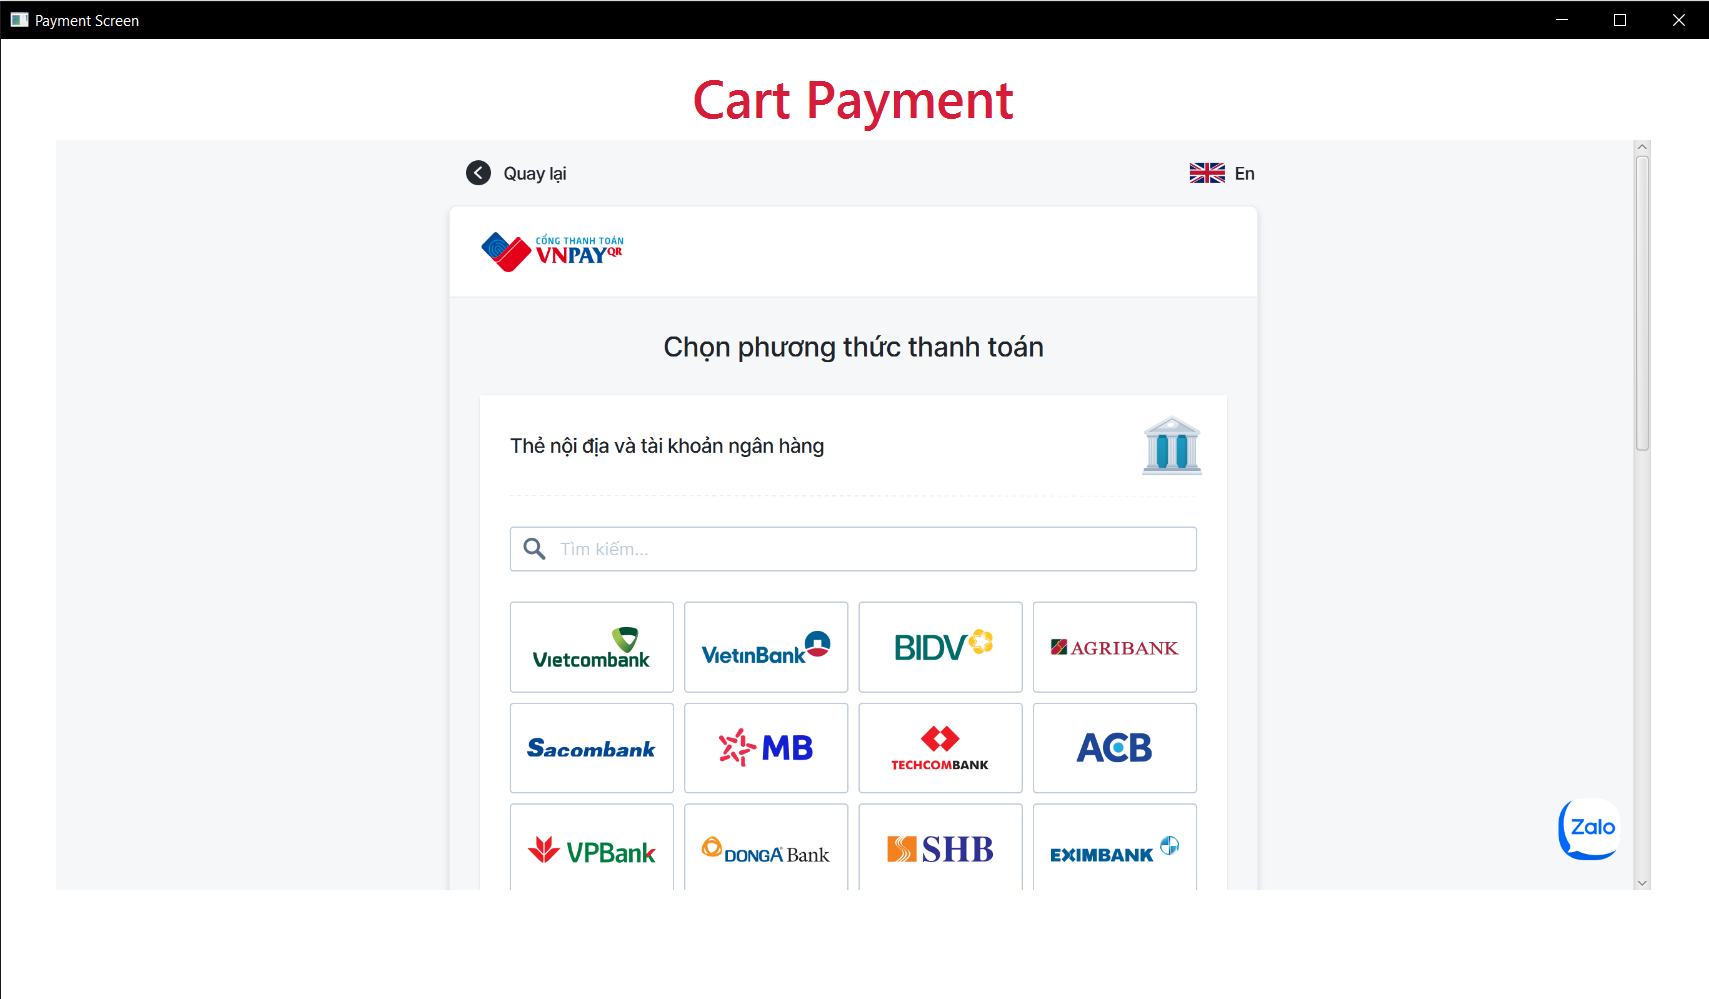 Payment Screen
Cart Payment
Quay lại
En
CỔNG THANH TOÁN
VNPAYQR
Chọn phương thức thanh toán
Thẻ nội địa và tài khoản ngân hàng
Tìm kiếm...
Vietcombank
VietinBank
BIDV
AGRIBANK
Sacombank
MB
TECHCOMBANK
ACB
VPBank
DONGA Bank
SHB
EXIMBANK
Zalo